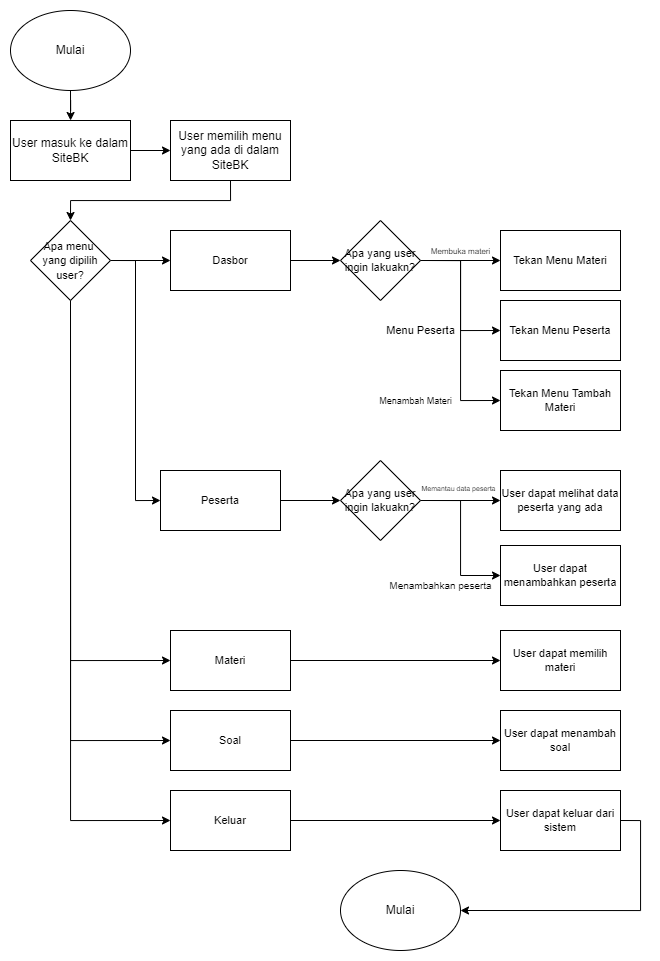 Mulai
User masuk ke dalam
SiteBK
User memilih menu
yang ada di dalam
SiteBK
Apa menu
yang dipilih
user?
Dasbor
Apa yang user
ingin lakuakn?
Membuka materi
Tekan Menu Materi
Menu Peserta
Tekan Menu Peserta
Menambah Materi
Tekan Menu Tambah
Materi
Peserta
Apa yang user
ingin lakuakn?
Memantau data peserta
User dapat melihat data
peserta yang ada
Menambahkan peserta
User dapat
menambahkan peserta
Materi
User dapat memilih
materi
Soal
User dapat menambah
soal
Keluar
User dapat keluar dari
sistem
Mulai